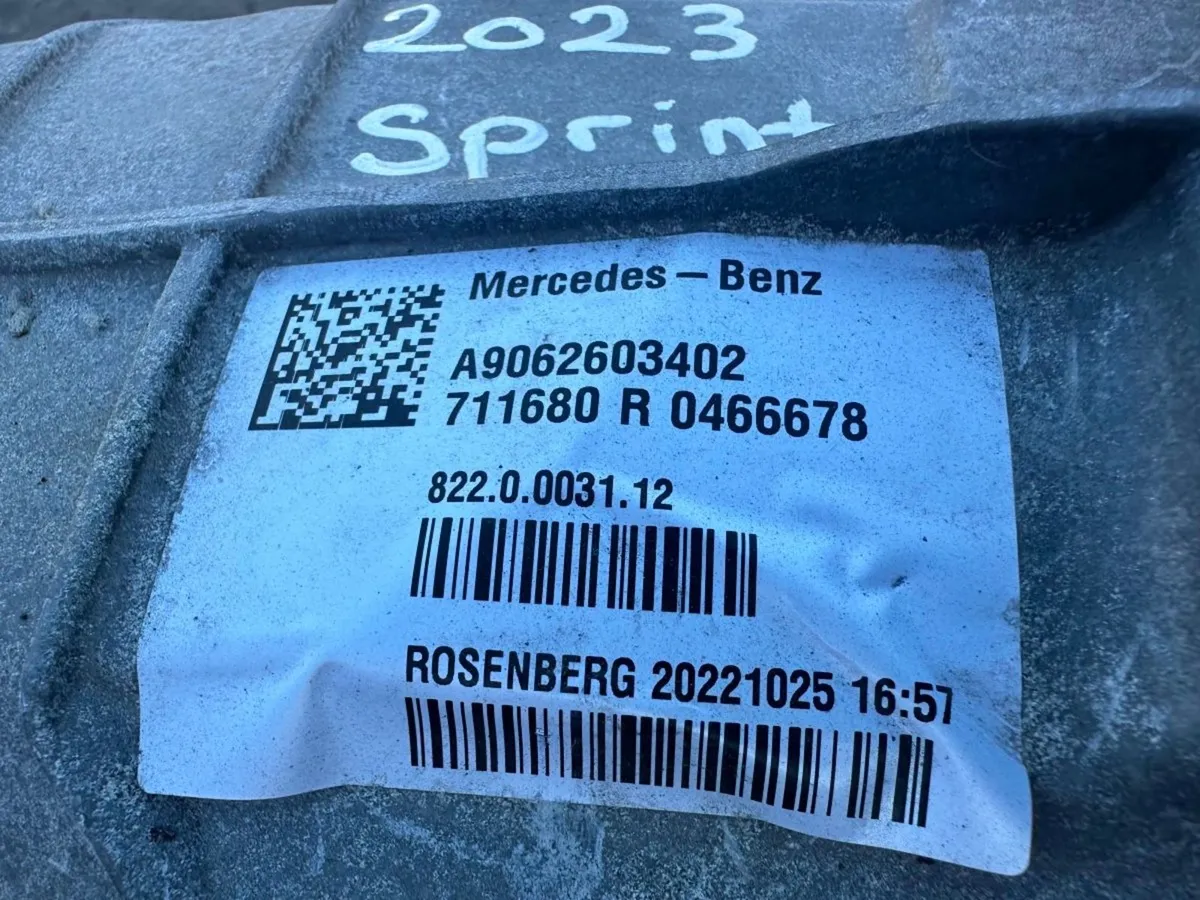 2023
Sprint
Mercedes-Benz
A9062603402
711680 R 0466678
822.0.0031.12
ROSENBERG 20221025 16:57